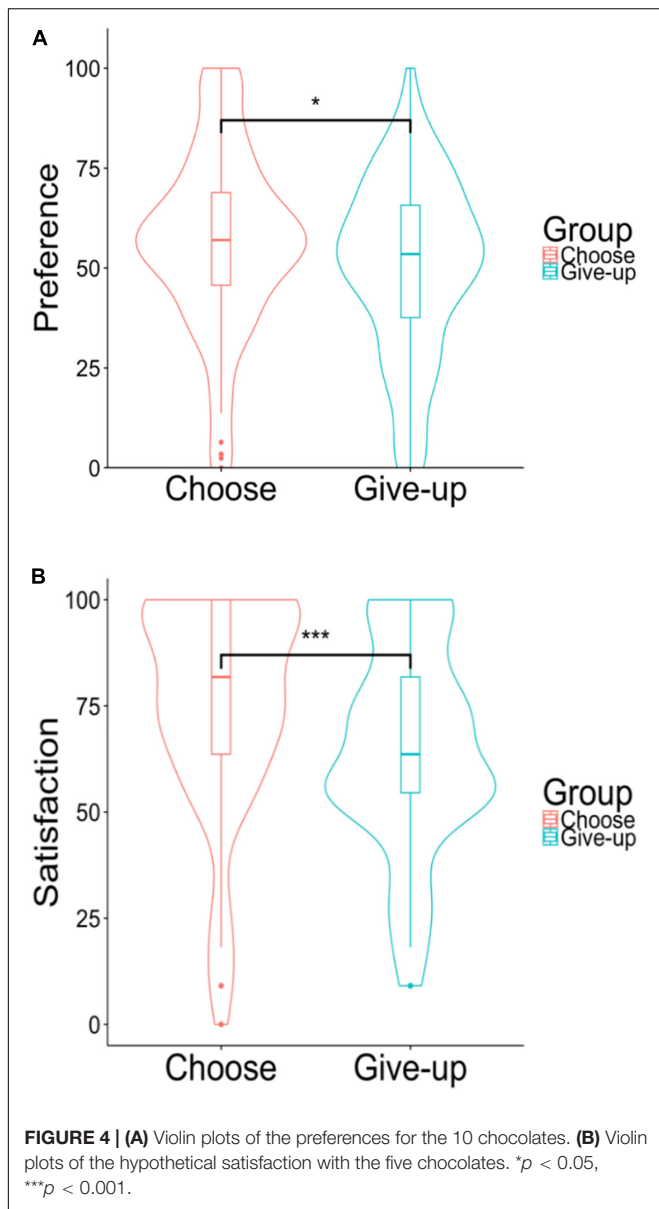 A
100
*
75
Preference
50
25
0
Choose Give-up
Group
Choose
Give-up
B
100
***
75
Satisfaction
50
25
0
Choose Give-up
Group
Choose
Give-up
FIGURE 4 | (A) Violin plots of the preferences for the 10 chocolates. (B) Violin
plots of the hypothetical satisfaction with the five chocolates. *p < 0.05,
***p < 0.001.